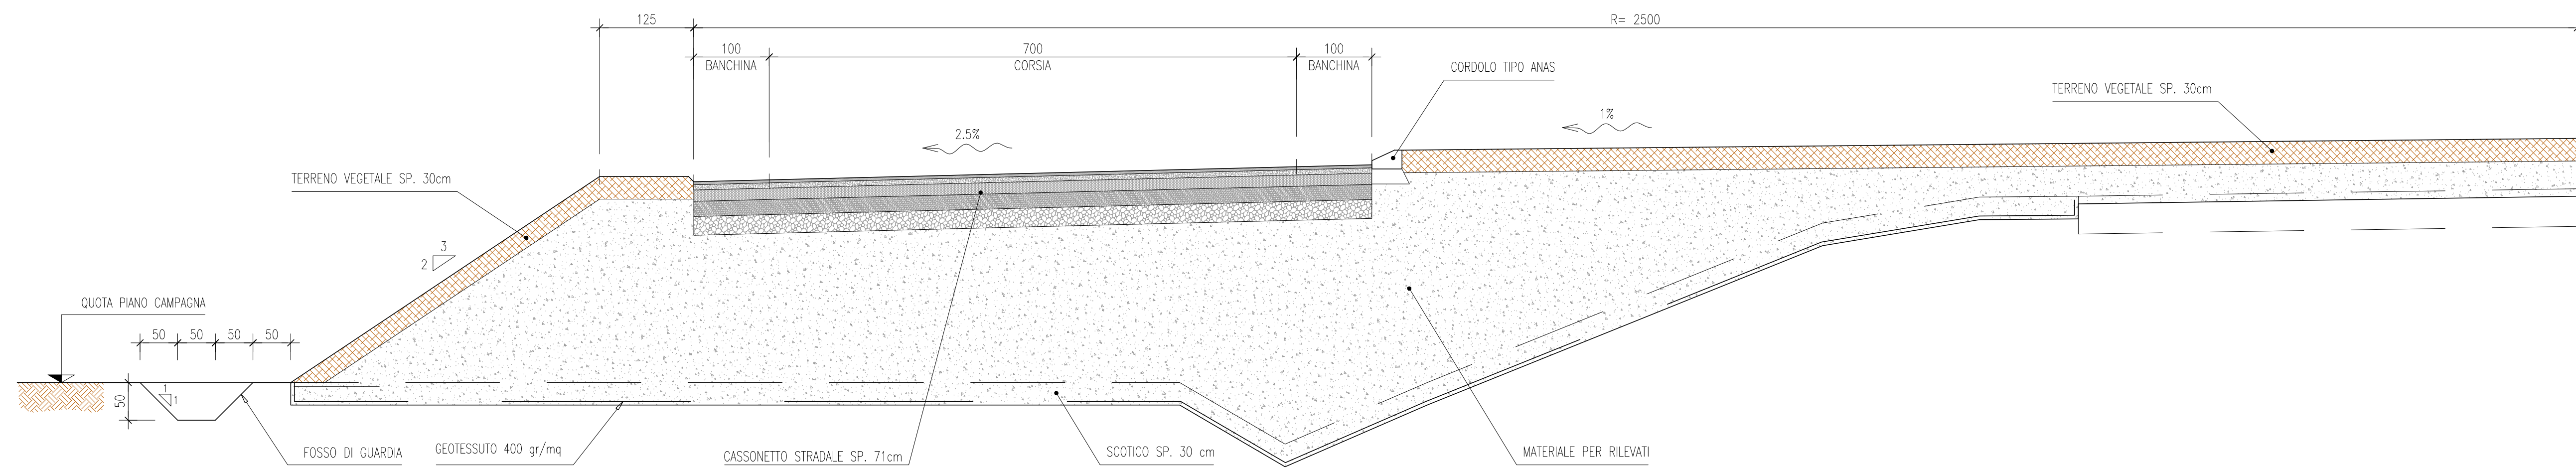 125
R= 2500
100
700
100
BANCHINA
CORSIA
BANCHINA
CORDOLO TIPO ANAS
TERRENO VEGETALE SP. 30cm
1%
2.5%
TERRENO VEGETALE SP. 30cm
3
2
QUOTA PIANO CAMPAGNA
50
50
50
50
1
1
50
FOSSO DI GUARDIA
GEOTESSUTO 400 gr/mq
CASSONETTO STRADALE SP. 71cm
SCOTICO SP. 30 cm
MATERIALE PER RILEVATI